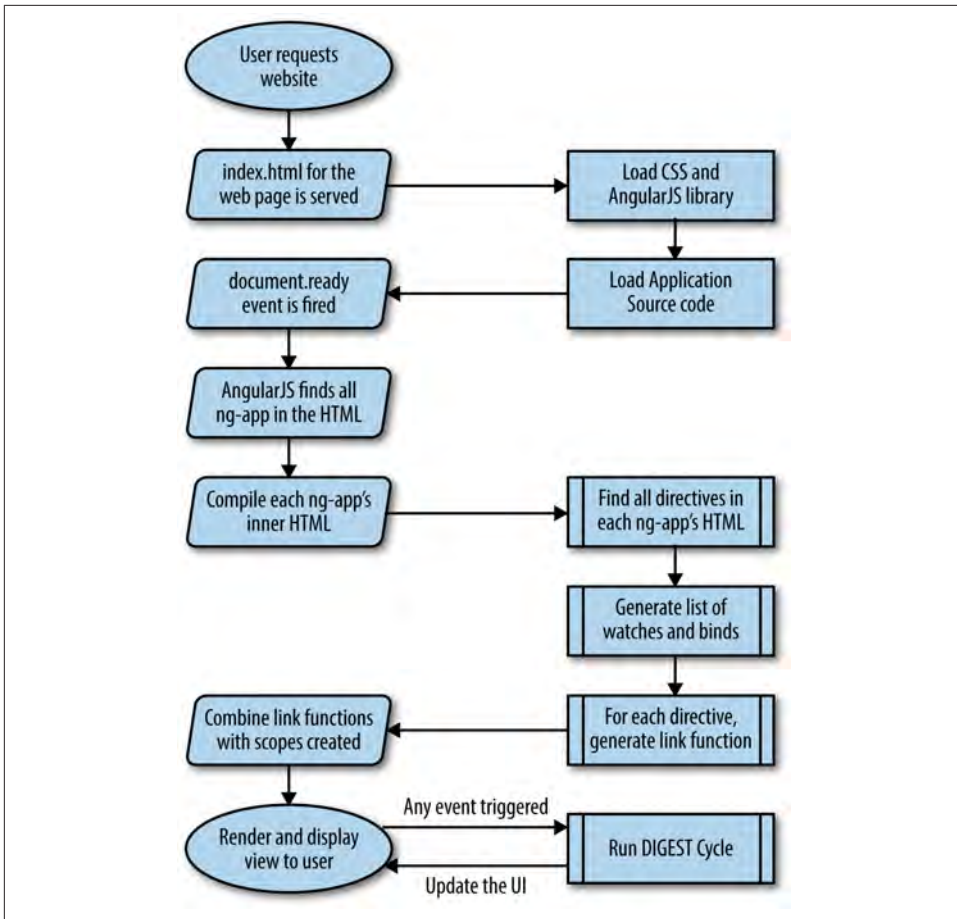 User requests
website
index.html for the
web page is served
Load CSS and
AngularJS library
Load Application
Source code
document.ready
event is fired
AngularJS finds all
ng-app in the HTML
Compile each ng-app’s
inner HTML
Find all directives in
each ng-app’s HTML
Generate list of
watches and binds
For each directive,
generate link function
Combine link functions
with scopes created
Render and display
view to user
Any event triggered
Run DIGEST Cycle
Update the UI